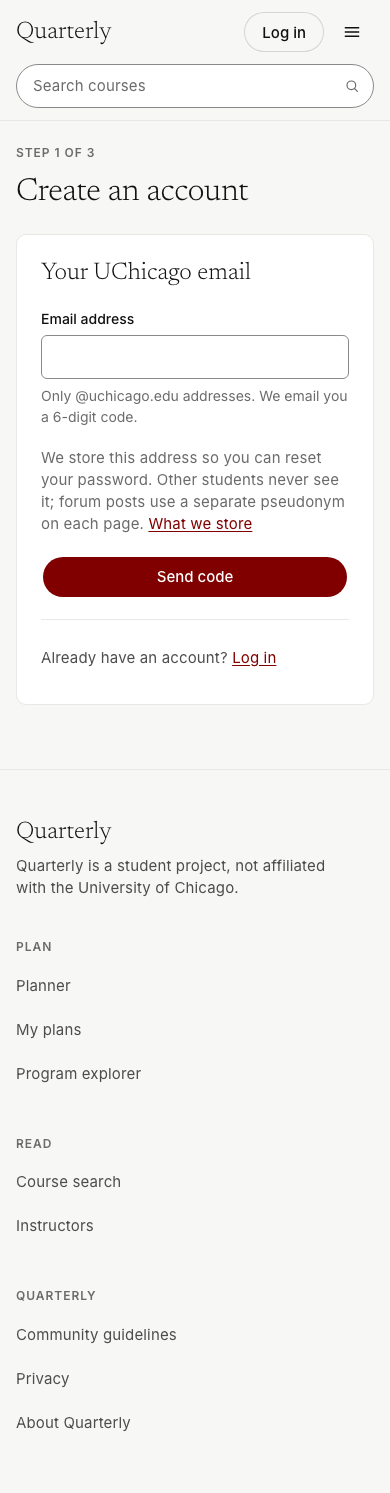 Quarterly
Log in
Search courses
STEP 1 OF 3
Create an account
Your UChicago email
Email address
Only @uchicago.edu addresses. We email you
a 6-digit code.
We store this address so you can reset
your password. Other students never see
it; forum posts use a separate pseudonym
on each page. What we store
Send code
Already have an account? Log in
Quarterly
Quarterly is a student project, not affiliated
with the University of Chicago.
PLAN
Planner
My plans
Program explorer
READ
Course search
Instructors
QUARTERLY
Community guidelines
Privacy
About Quarterly